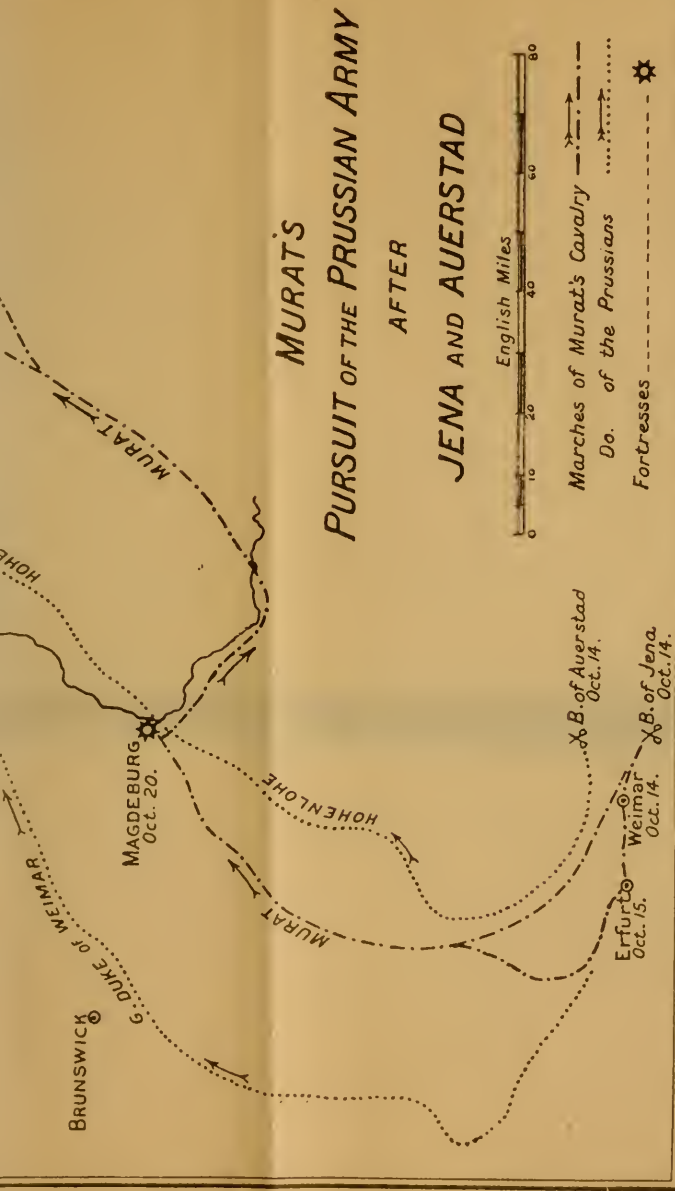 MURAT'S
PURSUIT OF THE PRUSSIAN ARMY
AFTER
JENA AND AUERSTAD
English Miles
0 10 20 40 60 80
Marches of Murat's Cavalry
Do. of the Prussians
Fortresses
MURAT
HOHE
MAGDEBURG
Oct. 20.
HOHENLOHE
MURAT
G. DUKE OF WEIMAR
BRUNSWICK
B. of Auerstad
Oct. 14.
B. of Jena
Oct. 14.
Weimar
Oct. 14.
Erfurt
Oct. 15.